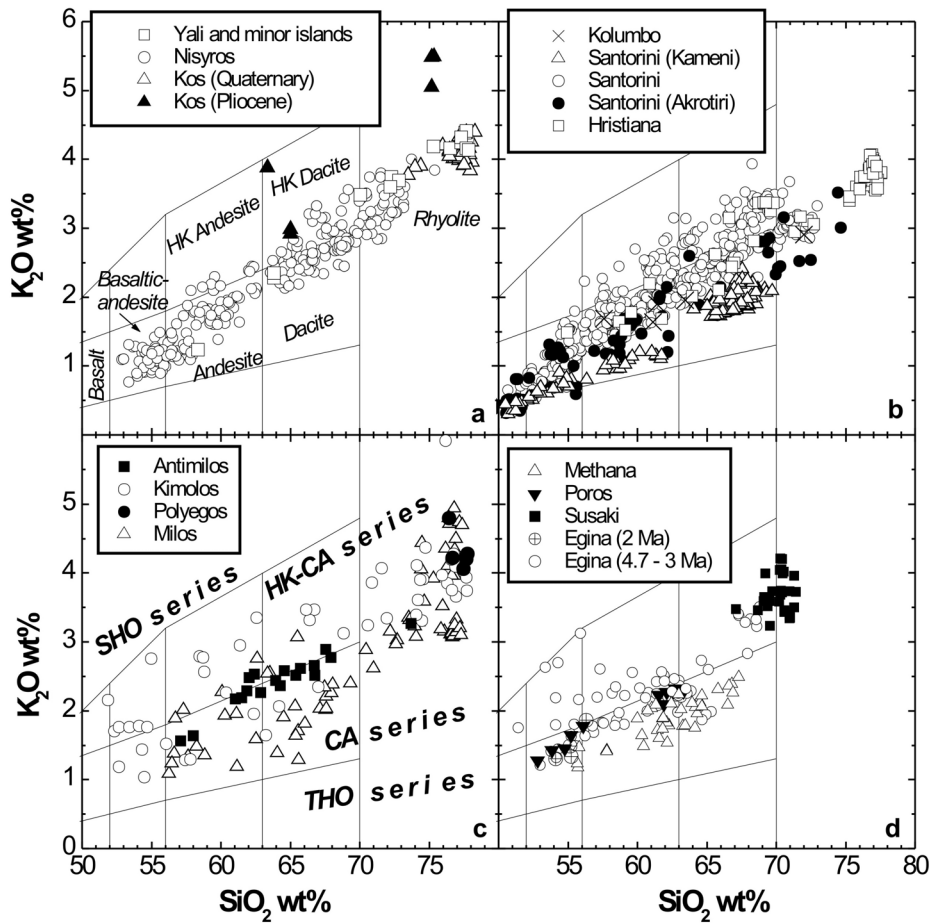 Yali and minor islands
Nisyros
Kos (Quaternary)
Kos (Pliocene)
HK Dacite
HK Andesite
Rhyolite
Basaltic-
andesite
Dacite
Andesite
Basalt
a
6
5
4
3
2
1
K₂O wt%
Kolumbo
Santorini (Kameni)
Santorini
Santorini (Akrotiri)
Hristiana
b
Antimilos
Kimolos
Polyegos
Milos
SHO series
HK-CA series
CA series
THO series
c
5
4
3
2
1
0
K₂O wt%
50 55 60 65 70 75
SiO₂ wt%
Methana
Poros
Susaki
Egina (2 Ma)
Egina (4.7 - 3 Ma)
d
55 60 65 70 75 80
SiO₂ wt%